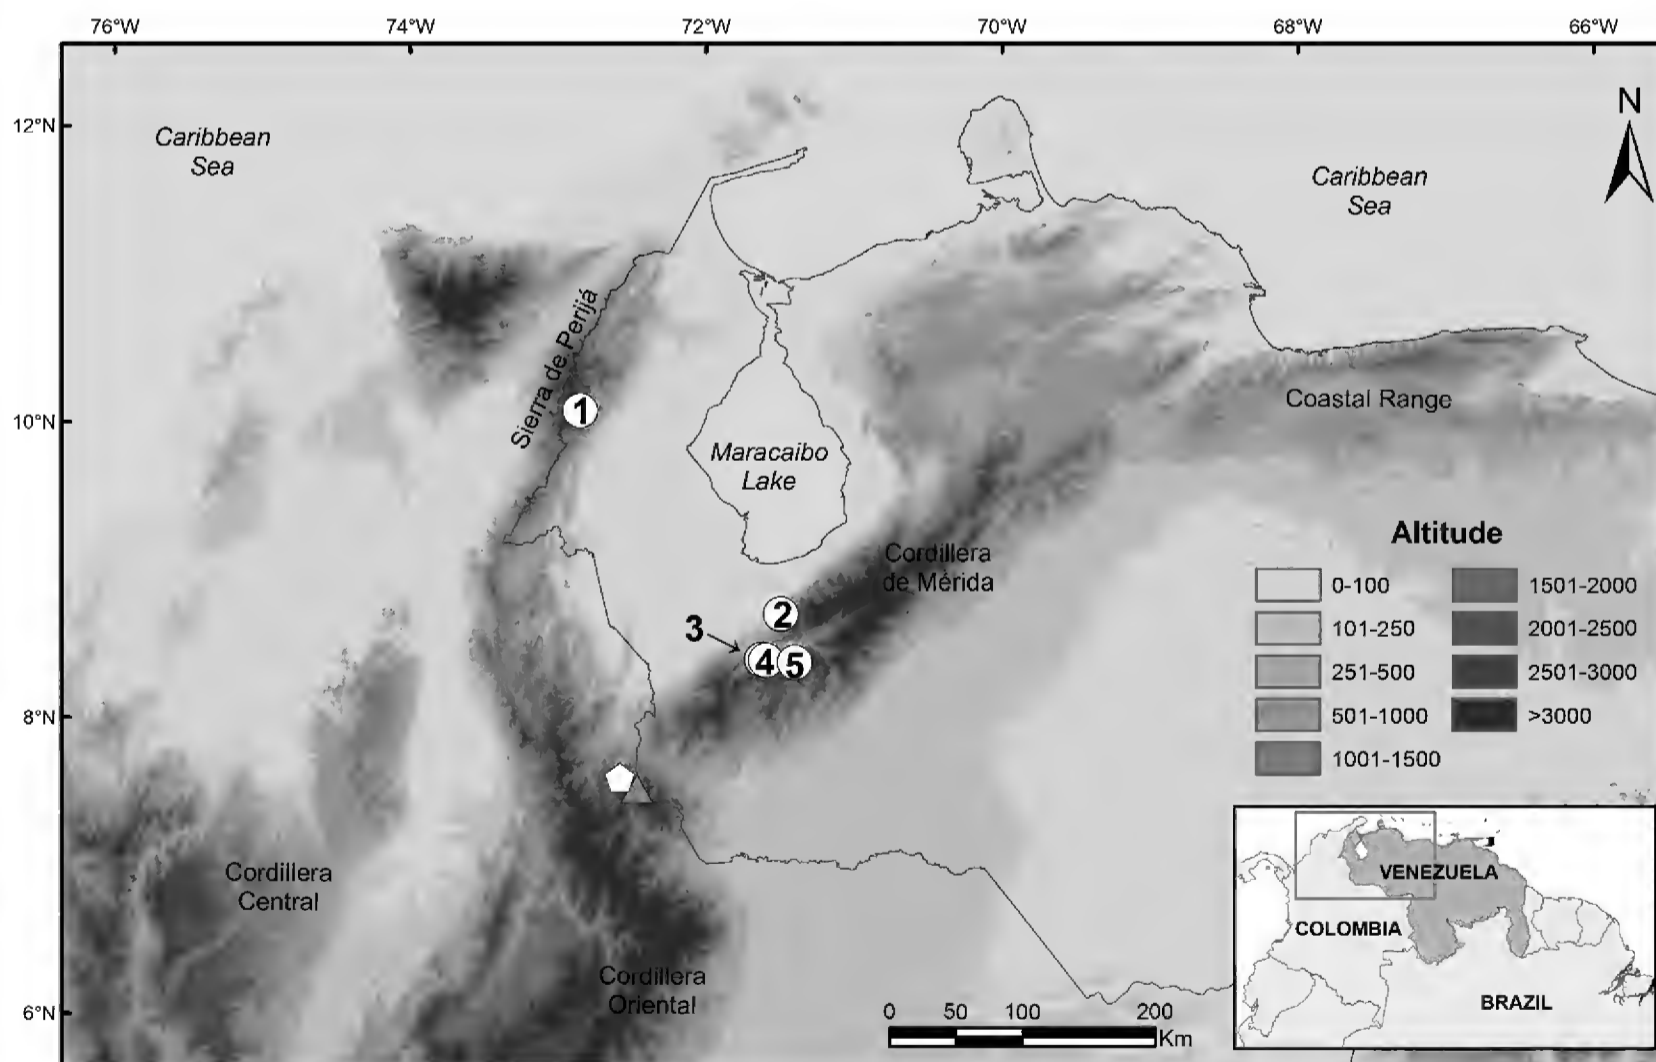 76°W
74°W
72°W
70°W
68°W
66°W
12°N
10°N
8°N
6°N
Caribbean
Sea
Caribbean
Sea
N
Sierra de Perijá
1
Maracaibo
Lake
Coastal Range
Cordillera
de Mérida
2
3
4
5
Altitude
0-100
101-250
251-500
501-1000
1001-1500
1501-2000
2001-2500
2501-3000
>3000
Cordillera
Central
Cordillera
Oriental
0 50 100 200
Km
VENEZUELA
COLOMBIA
BRAZIL